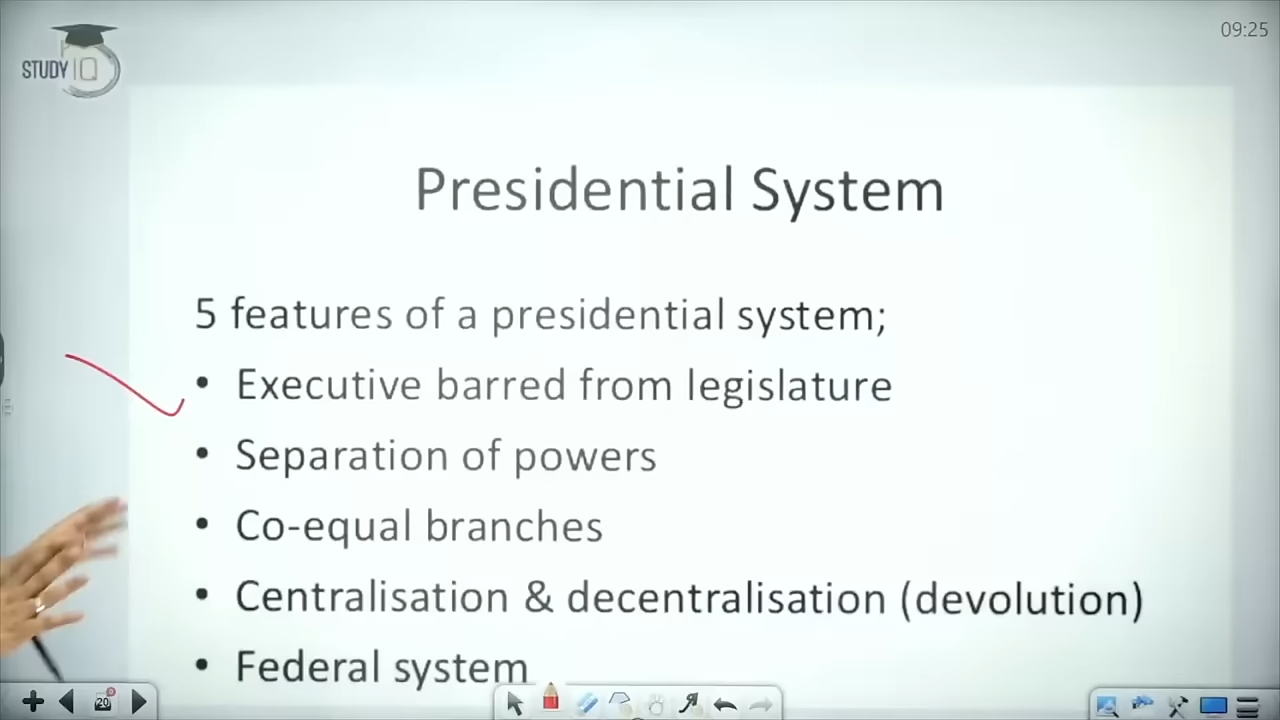 STUDY IQ
09:25
Presidential System
5 features of a presidential system;
• Executive barred from legislature
• Separation of powers
• Co-equal branches
• Centralisation & decentralisation (devolution)
• Federal system
20